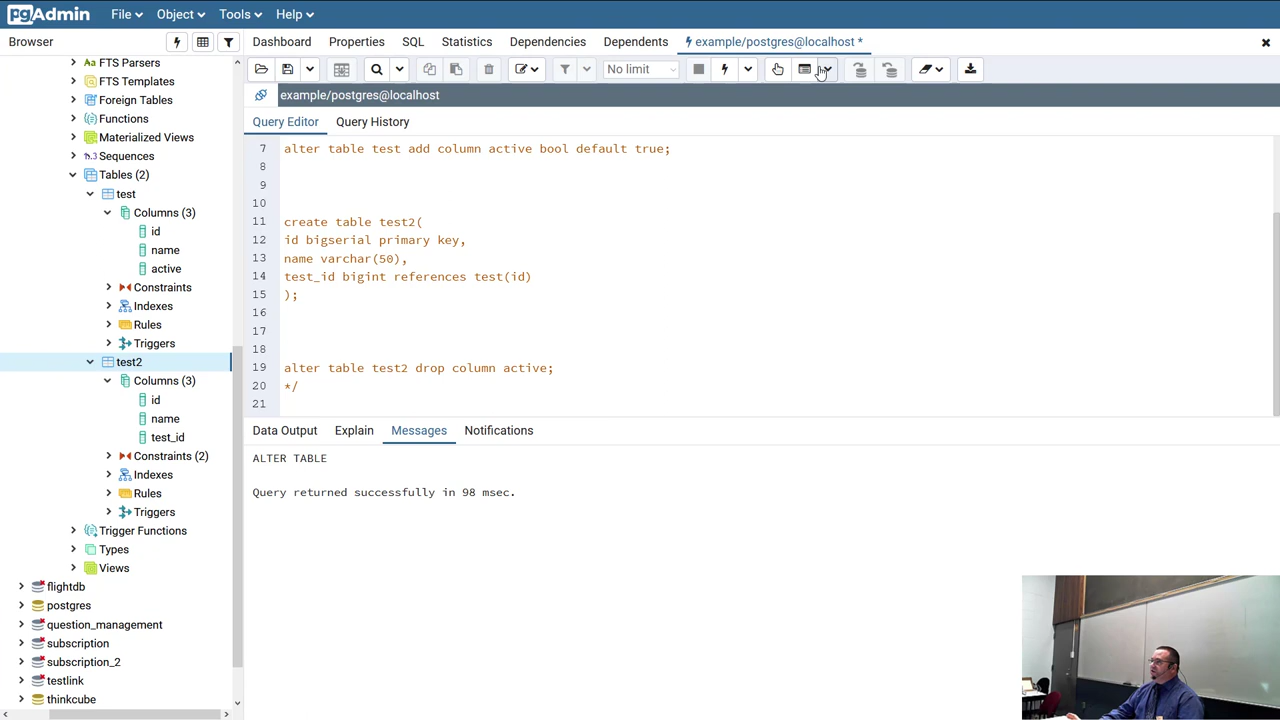 pgAdmin File Object Tools Help
Browser
Dashboard Properties SQL Statistics Dependencies Dependents example/postgres@localhost *
FTS Parsers
FTS Templates
Foreign Tables
Functions
Materialized Views
Sequences
Tables (2)
test
Columns (3)
id
name
active
Constraints
Indexes
Rules
Triggers
test2
Columns (3)
id
name
test_id
Constraints (2)
Indexes
Rules
Triggers
Trigger Functions
Types
Views
flightdb
postgres
question_management
subscription
subscription_2
testlink
thinkcube
No limit
example/postgres@localhost
Query Editor Query History
7 alter table test add column active bool default true;
8
9
10
11 create table test2(
12 id bigserial primary key,
13 name varchar(50),
14 test_id bigint references test(id)
15 );
16
17
18
19 alter table test2 drop column active;
20 */
21
Data Output Explain Messages Notifications
ALTER TABLE
Query returned successfully in 98 msec.